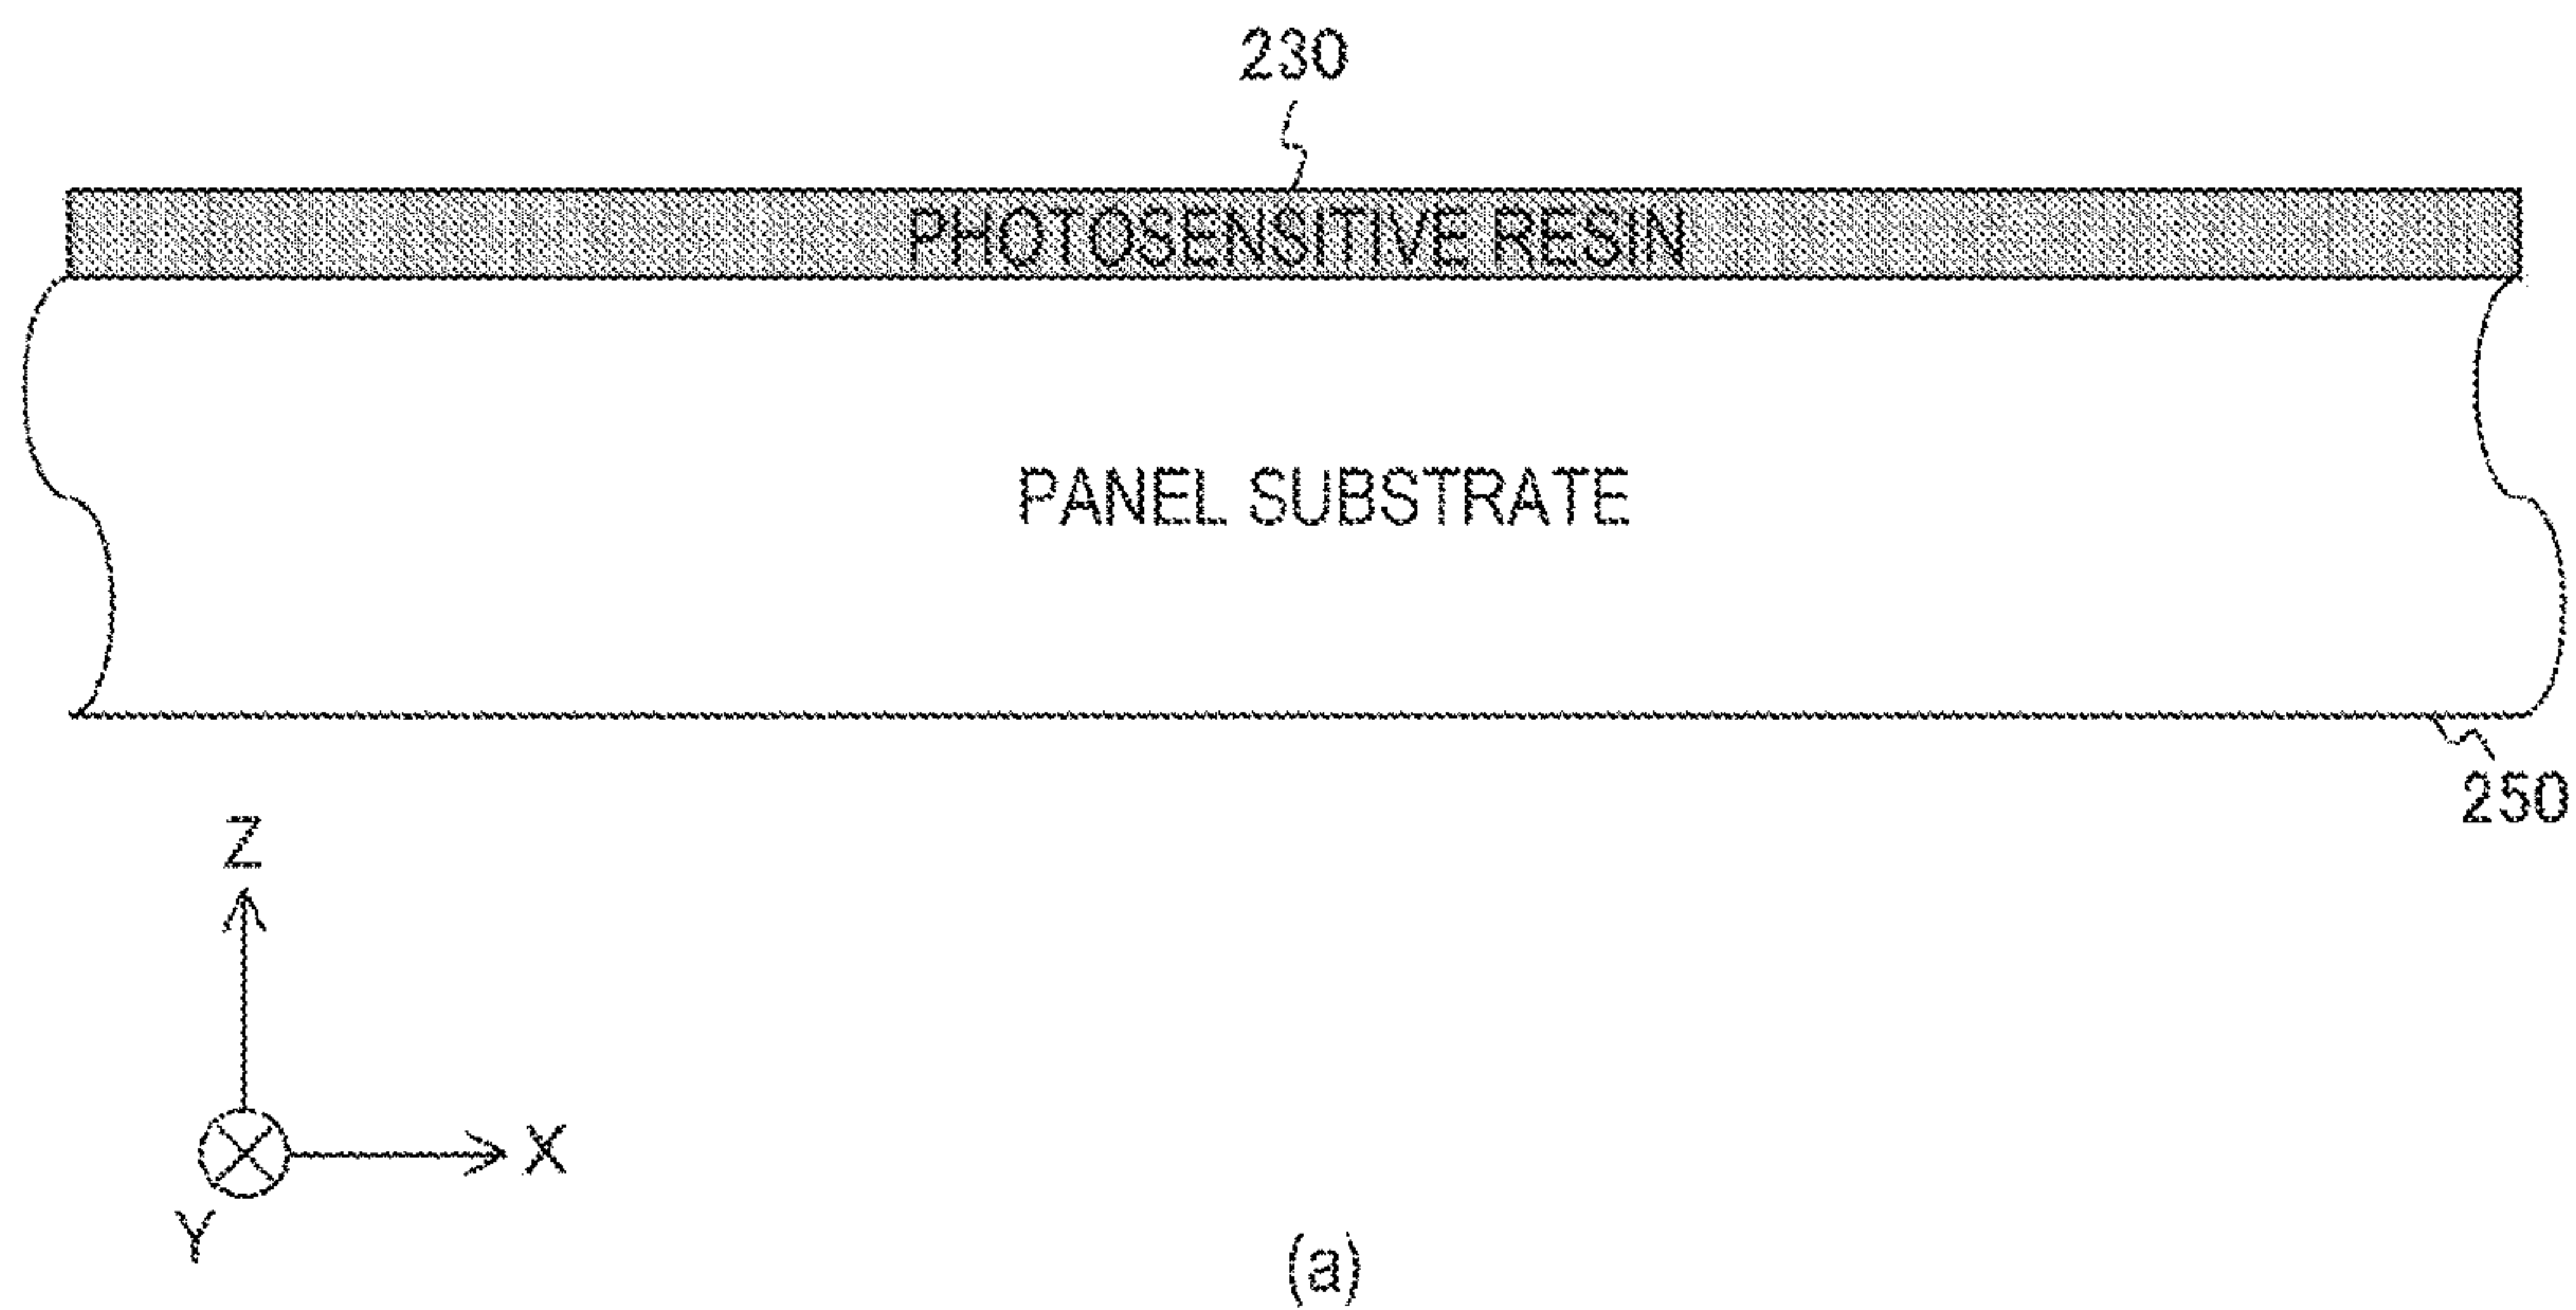 230
PHOTOSENSITIVE RESIN
PANEL SUBSTRATE
250
Z
X
Y
(a)